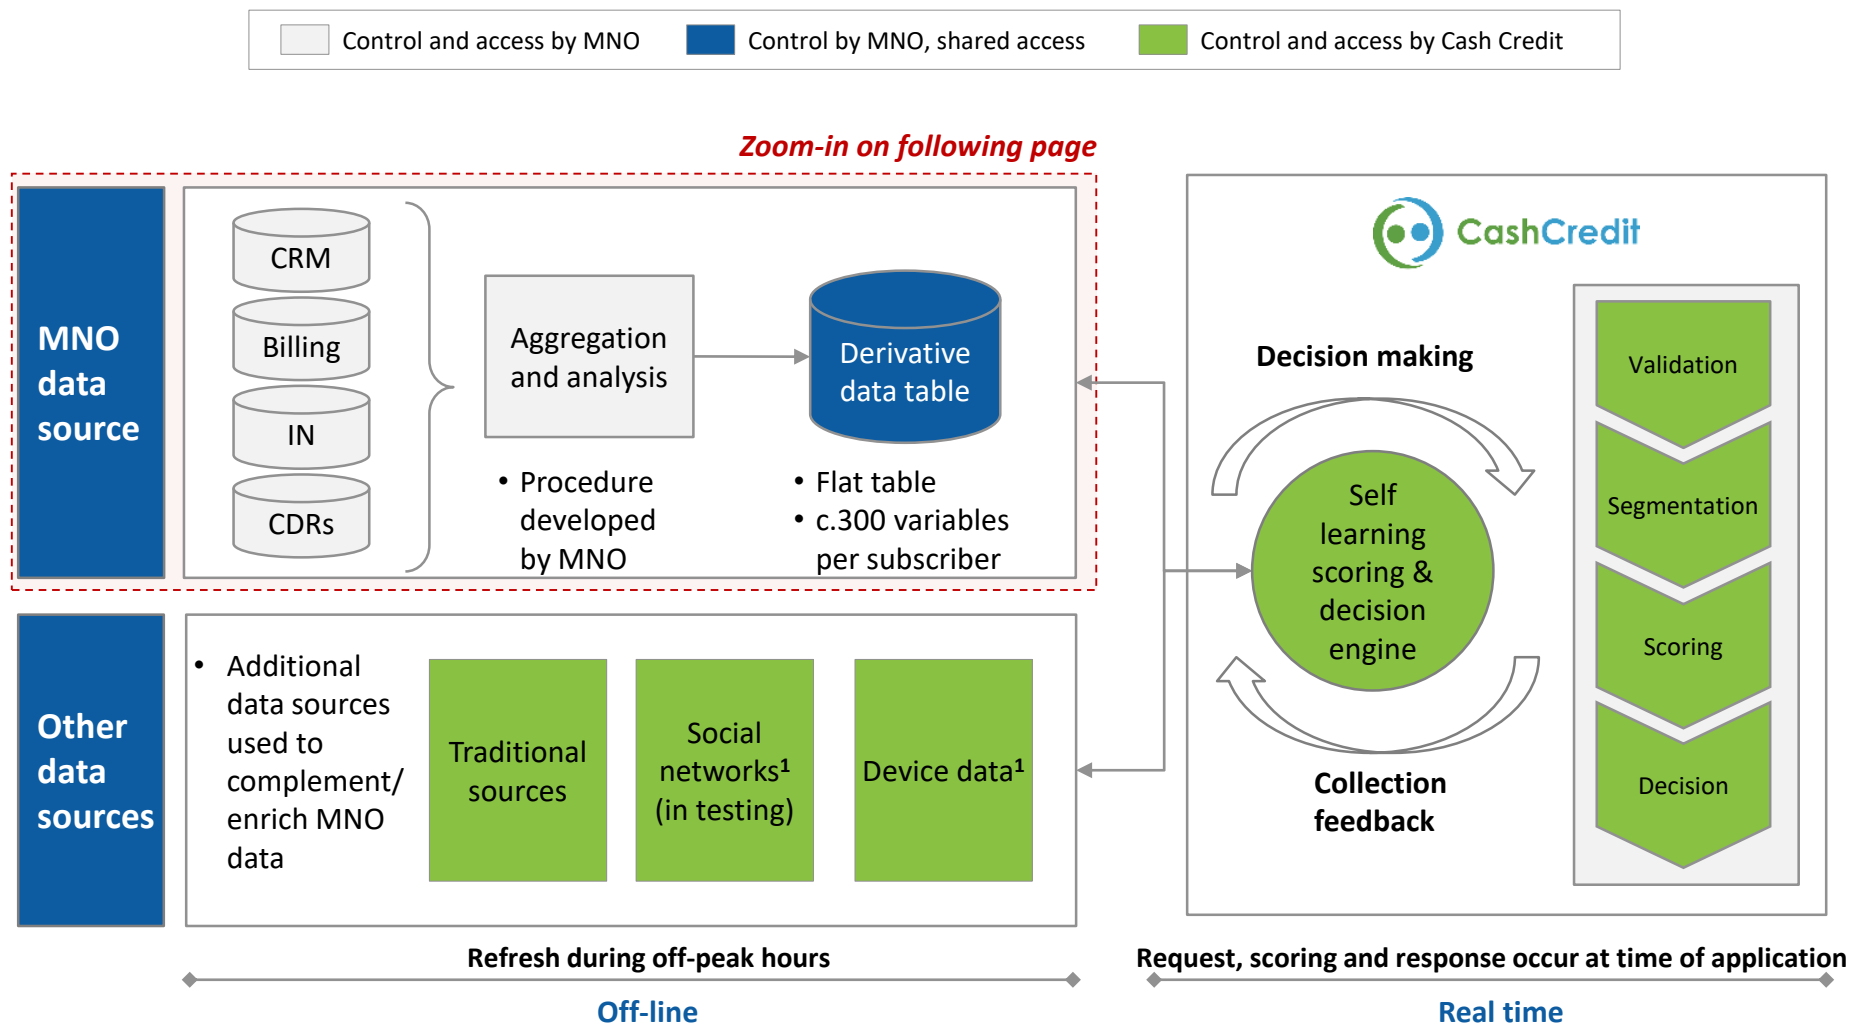 Control and access by MNO
Control by MNO, shared access
Control and access by Cash Credit
Zoom-in on following page
MNO
data
source
CRM
Billing
IN
CDRs
Aggregation
and analysis
• Procedure
developed
by MNO
Derivative
data table
• Flat table
• c.300 variables
per subscriber
Other
data
sources
• Additional
data sources
used to
complement/
enrich MNO
data
Traditional
sources
Social
networks¹
(in testing)
Device data¹
CashCredit
Decision making
Self
learning
scoring &
decision
engine
Collection
feedback
Validation
Segmentation
Scoring
Decision
Refresh during off-peak hours
Off-line
Request, scoring and response occur at time of application
Real time